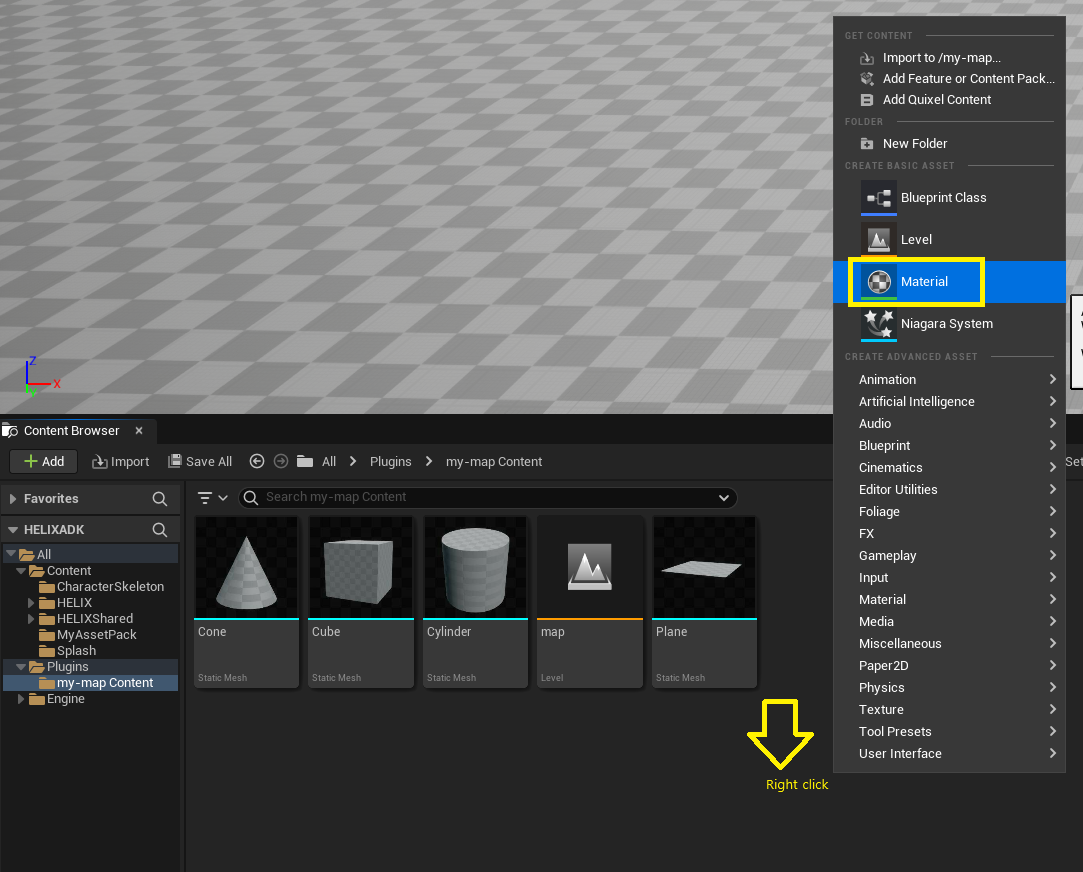 GET CONTENT
Import to /my-map...
Add Feature or Content Pack...
Add Quixel Content
FOLDER
New Folder
CREATE BASIC ASSET
Blueprint Class
Level
Material
Niagara System
CREATE ADVANCED ASSET
Animation
Artificial Intelligence
Audio
Blueprint
Cinematics
Editor Utilities
Foliage
FX
Gameplay
Input
Material
Media
Miscellaneous
Paper2D
Physics
Texture
Tool Presets
User Interface
Z
X
Content Browser
Add Import Save All All Plugins my-map Content
Set
Favorites
Search my-map Content
HELIXADK
All
Content
CharacterSkeleton
HELIX
HELIXShared
MyAssetPack
Splash
Plugins
my-map Content
Engine
Cone Cube Cylinder map Plane
Static Mesh Static Mesh Static Mesh Level Static Mesh
Right click